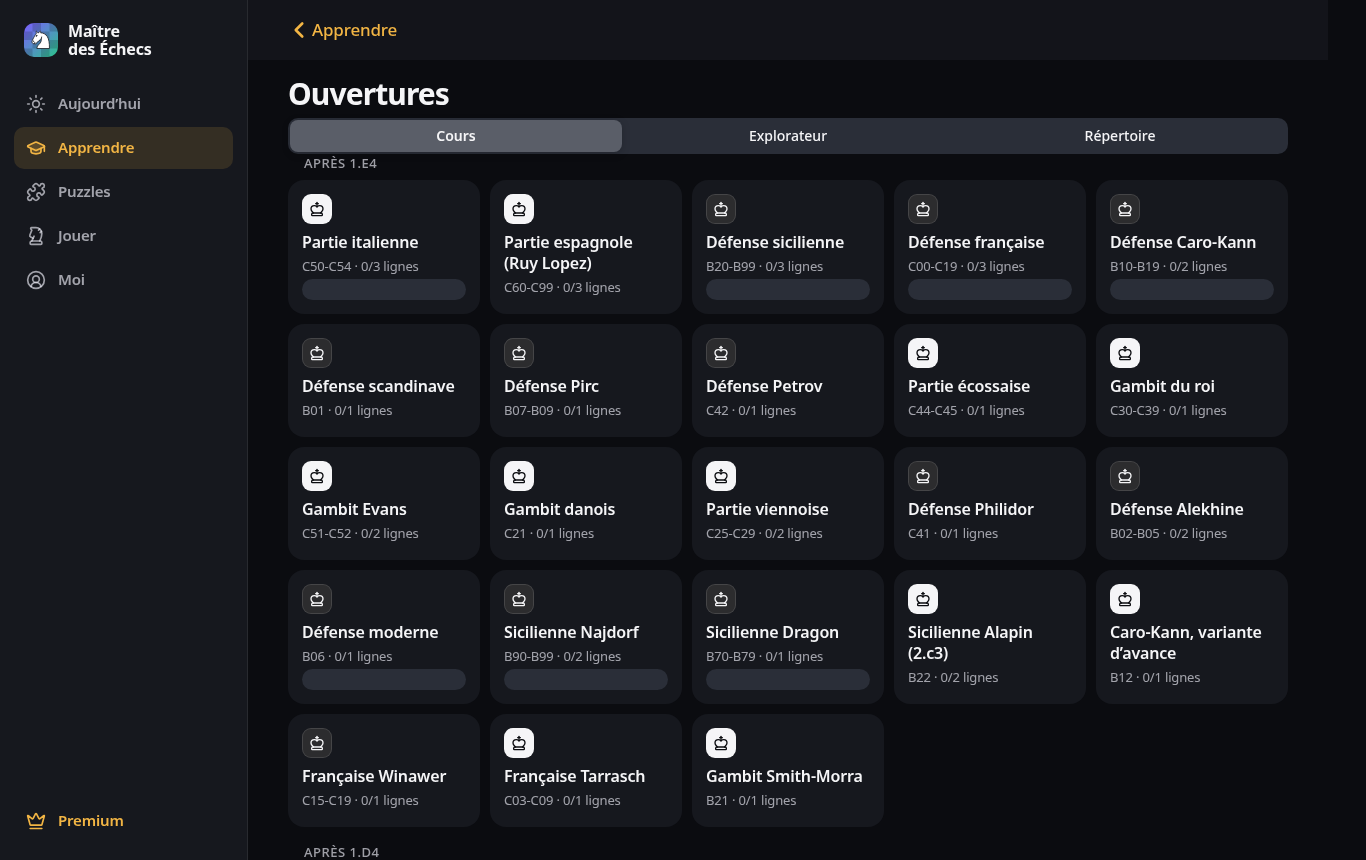 Maître
des Échecs
Aujourd’hui
Apprendre
Puzzles
Jouer
Moi
Premium
Apprendre
Ouvertures
Cours
Explorateur
Répertoire
APRÈS 1.E4
Partie italienne
C50-C54 · 0/3 lignes
Partie espagnole
(Ruy Lopez)
C60-C99 · 0/3 lignes
Défense sicilienne
B20-B99 · 0/3 lignes
Défense française
C00-C19 · 0/3 lignes
Défense Caro-Kann
B10-B19 · 0/2 lignes
Défense scandinave
B01 · 0/1 lignes
Défense Pirc
B07-B09 · 0/1 lignes
Défense Petrov
C42 · 0/1 lignes
Partie écossaise
C44-C45 · 0/1 lignes
Gambit du roi
C30-C39 · 0/1 lignes
Gambit Evans
C51-C52 · 0/2 lignes
Gambit danois
C21 · 0/1 lignes
Partie viennoise
C25-C29 · 0/2 lignes
Défense Philidor
C41 · 0/1 lignes
Défense Alekhine
B02-B05 · 0/2 lignes
Défense moderne
B06 · 0/1 lignes
Sicilienne Najdorf
B90-B99 · 0/2 lignes
Sicilienne Dragon
B70-B79 · 0/1 lignes
Sicilienne Alapin
(2.c3)
B22 · 0/2 lignes
Caro-Kann, variante
d’avance
B12 · 0/1 lignes
Française Winawer
C15-C19 · 0/1 lignes
Française Tarrasch
C03-C09 · 0/1 lignes
Gambit Smith-Morra
B21 · 0/1 lignes
APRÈS 1.D4